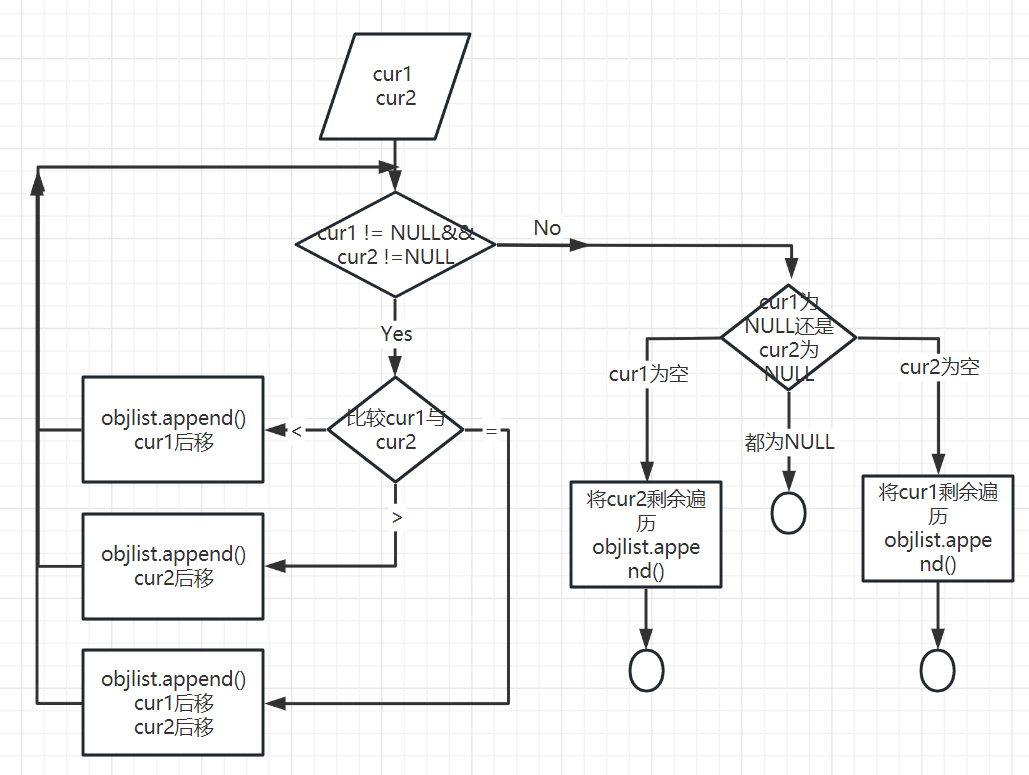 cur1
cur2
cur1 != NULL&&
cur2 !=NULL
No
Yes
比较cur1与
cur2
<
=
>
objlist.append()
cur1后移
objlist.append()
cur2后移
objlist.append()
cur1后移
cur2后移
cur1为
NULL还是
cur2为
NULL
cur1为空
都为NULL
cur2为空
将cur2剩余遍
历
objlist.appe
nd()
将cur1剩余遍
历
objlist.appe
nd()